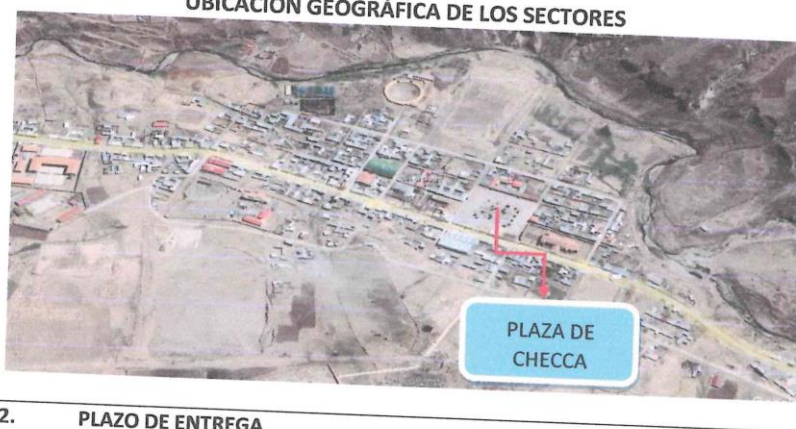 UBICACIÓN GEOGRÁFICA DE LOS SECTORES
PLAZA DE
CHECCA
2. PLAZO DE ENTREGA